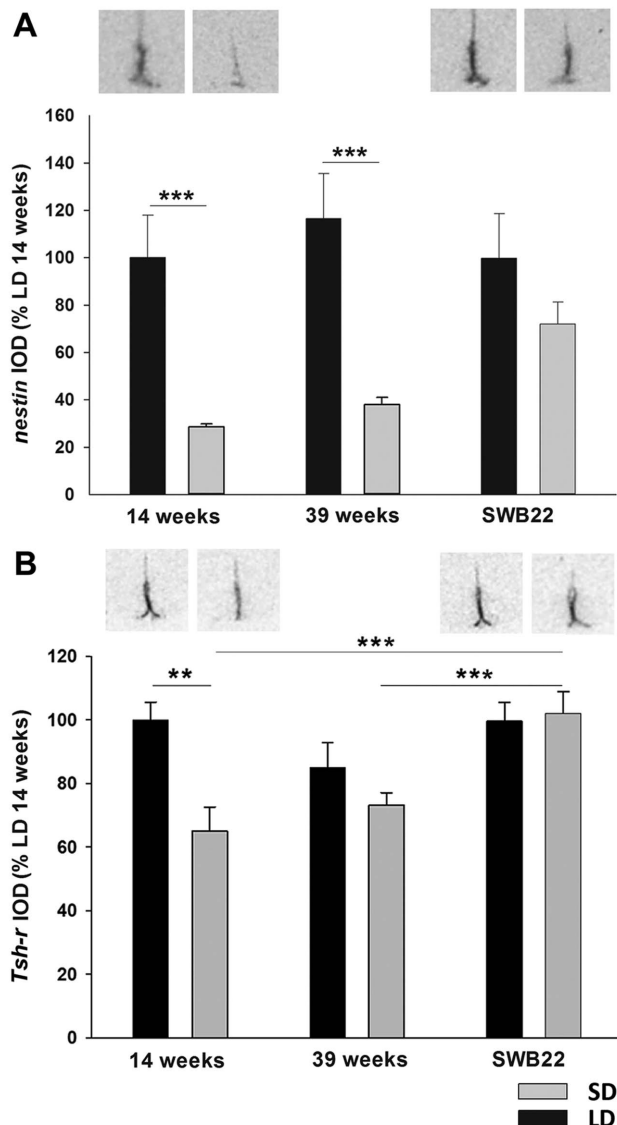 A
nestin IOD (% LD 14 weeks)
160
140
120
100
80
60
40
20
0
***
***
14 weeks
39 weeks
SWB22
B
Tsh-r IOD (% LD 14 weeks)
120
100
80
60
40
20
0
***
**
***
14 weeks
39 weeks
SWB22
SD
LD